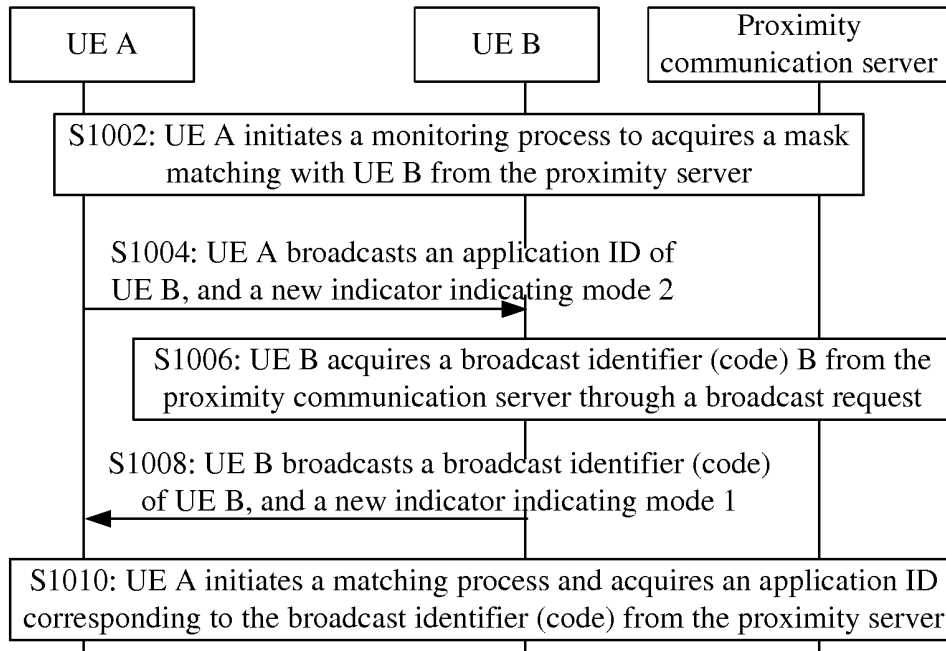 UE A
UE B
Proximity
communication server
S1002: UE A initiates a monitoring process to acquires a mask
matching with UE B from the proximity server
S1004: UE A broadcasts an application ID of
UE B, and a new indicator indicating mode 2
S1006: UE B acquires a broadcast identifier (code) B from the
proximity communication server through a broadcast request
S1008: UE B broadcasts a broadcast identifier (code)
of UE B, and a new indicator indicating mode 1
S1010: UE A initiates a matching process and acquires an application ID
corresponding to the broadcast identifier (code) from the proximity server